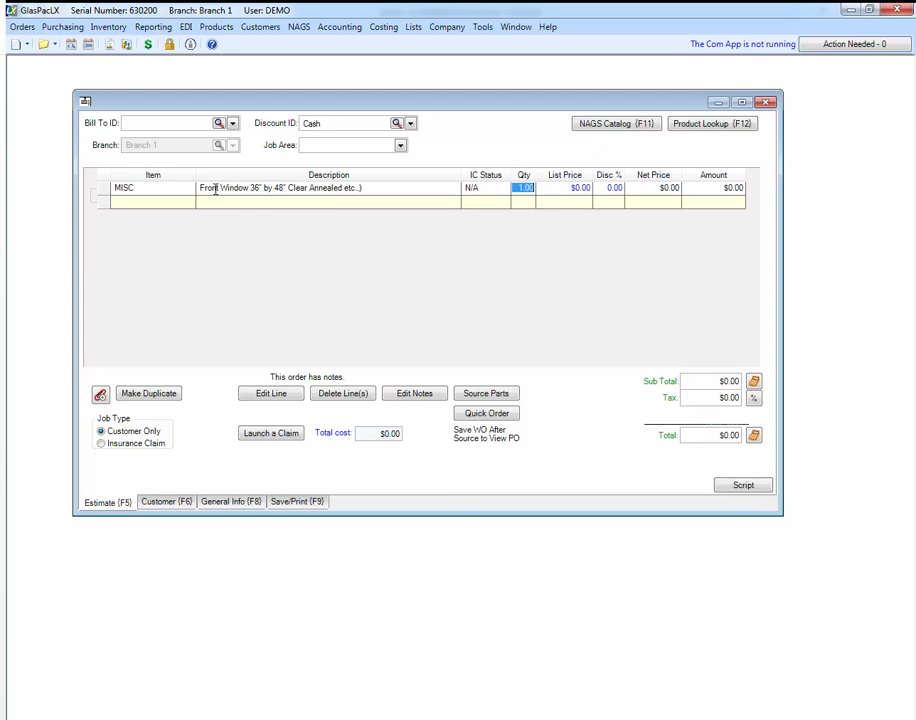 GlasPacLX Serial Number: 630200 Branch: Branch 1 User: DEMO
Orders Purchasing Inventory Reporting EDI Products Customers NAGS Accounting Costing Lists Company Tools Window Help
The Com App is not running Action Needed - 0
Bill To ID: Discount ID: Cash NAGS Catalog {F11} Product Lookup {F12}
Branch: Branch 1 Job Area:
Item Description IC Status Qty List Price Disc % Net Price Amount
MISC Front Window 36" by 48" Clear Annealed etc..) N/A 1.00 $0.00 0.00 $0.00 $0.00
This order has notes.
Sub Total: $0.00
Make Duplicate Edit Line Delete Line(s) Edit Notes Source Parts
Tax: $0.00 %
Quick Order
Job Type
Customer Only
Insurance Claim
Launch a Claim Total cost: $0.00
Save WO After
Source to View PO
Total: $0.00
Script
Estimate {F5} Customer {F6} General Info {F8} Save/Print {F9}